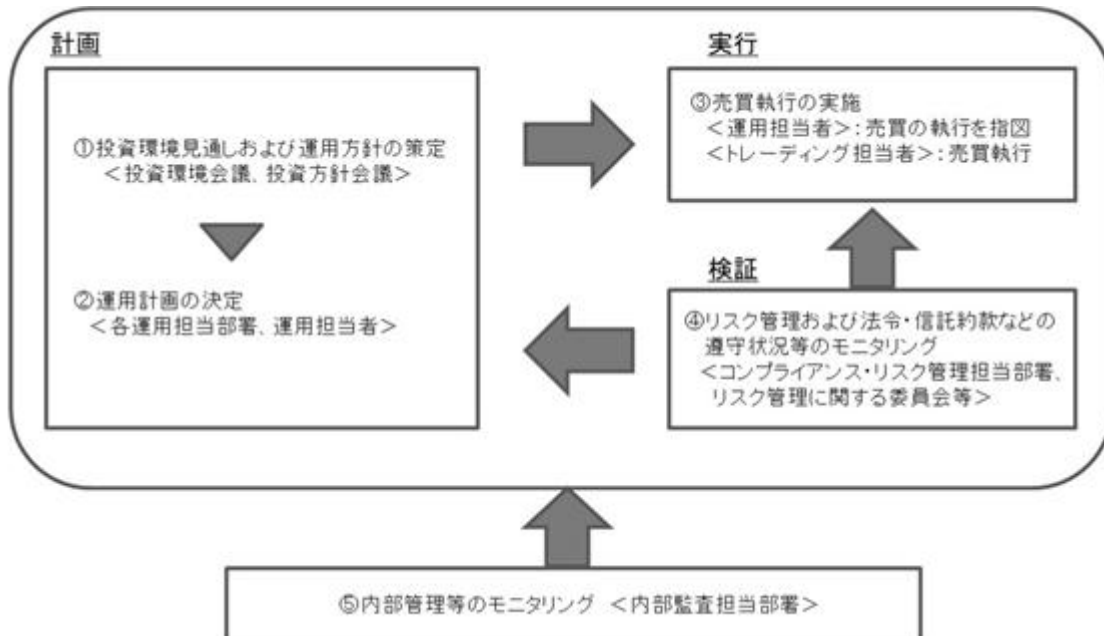 計画
①投資環境見通しおよび運用方針の策定
<投資環境会議、投資方針会議>
②運用計画の決定
<各運用担当部署、運用担当者>
実行
③売買執行の実施
<運用担当者>:売買の執行を指図
<トレーディング担当者>:売買執行
検証
④リスク管理および法令・信託約款などの
遵守状況等のモニタリング
<コンプライアンス・リスク管理担当部署、
リスク管理に関する委員会等>
⑤内部管理等のモニタリング <内部監査担当部署>